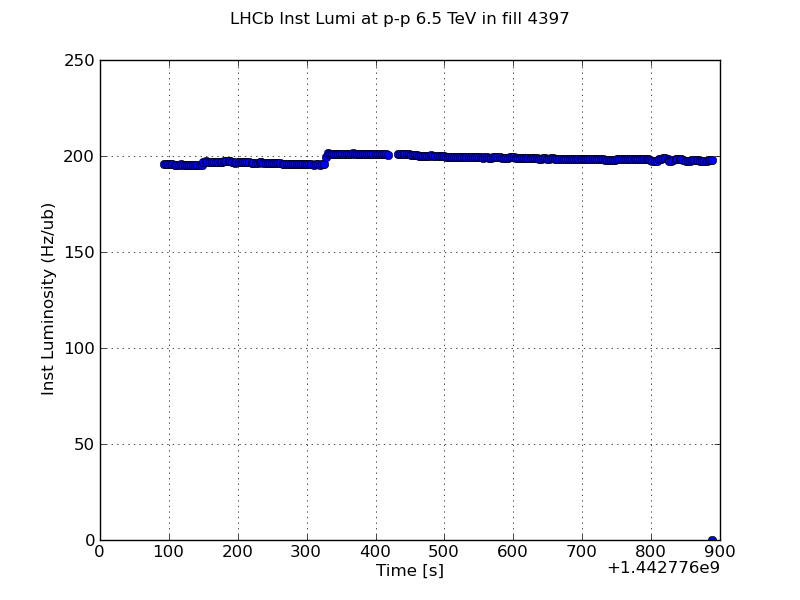 LHCb Inst Lumi at p-p 6.5 TeV in fill 4397
250
200
150
100
50
0
Inst Luminosity (Hz/ub)
0 100 200 300 400 500 600 700 800 900
Time [s]
+1.442776e9